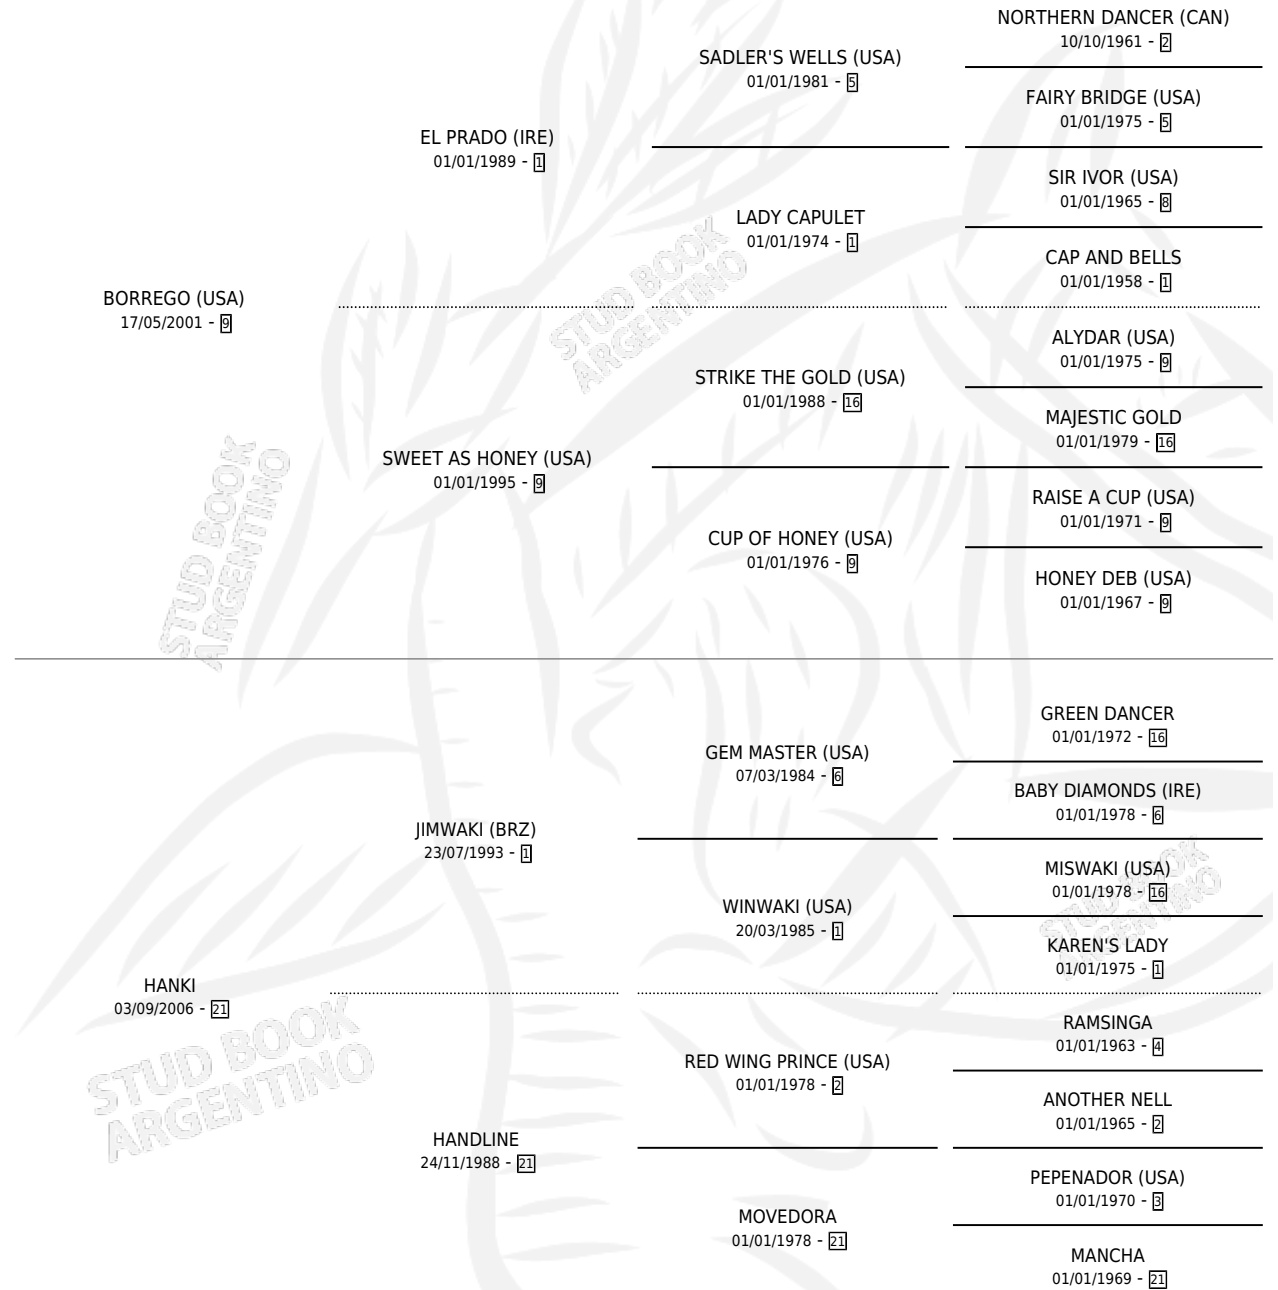 NORTHERN DANCER (CAN)
10/10/1961 - 2
SADLER'S WELLS (USA)
01/01/1981 - 5
FAIRY BRIDGE (USA)
01/01/1975 - 5
EL PRADO (IRE)
01/01/1989 - 1
SIR IVOR (USA)
01/01/1965 - 8
LADY CAPULET
01/01/1974 - 1
CAP AND BELLS
01/01/1958 - 1
BORREGO (USA)
17/05/2001 - 9
ALYDAR (USA)
01/01/1975 - 9
STRIKE THE GOLD (USA)
01/01/1988 - 16
MAJESTIC GOLD
01/01/1979 - 16
SWEET AS HONEY (USA)
01/01/1995 - 9
RAISE A CUP (USA)
01/01/1971 - 9
CUP OF HONEY (USA)
01/01/1976 - 9
HONEY DEB (USA)
01/01/1967 - 9
GREEN DANCER
01/01/1972 - 16
GEM MASTER (USA)
07/03/1984 - 6
BABY DIAMONDS (IRE)
01/01/1978 - 6
JIMWAKI (BRZ)
23/07/1993 - 1
MISWAKI (USA)
01/01/1978 - 16
WINWAKI (USA)
20/03/1985 - 1
KAREN'S LADY
01/01/1975 - 1
HANKI
03/09/2006 - 21
RAMSINGA
01/01/1963 - 4
RED WING PRINCE (USA)
01/01/1978 - 2
ANOTHER NELL
01/01/1965 - 2
HANDLINE
24/11/1988 - 21
PEPENADOR (USA)
01/01/1970 - 3
MOVEDORA
01/01/1978 - 21
MANCHA
01/01/1969 - 21
STUD BOOK
ARGENTINO
STUD BOOK
ARGENTINO
STUD BOOK
ARGENTINO
STUD BOOK
ARGENTINO